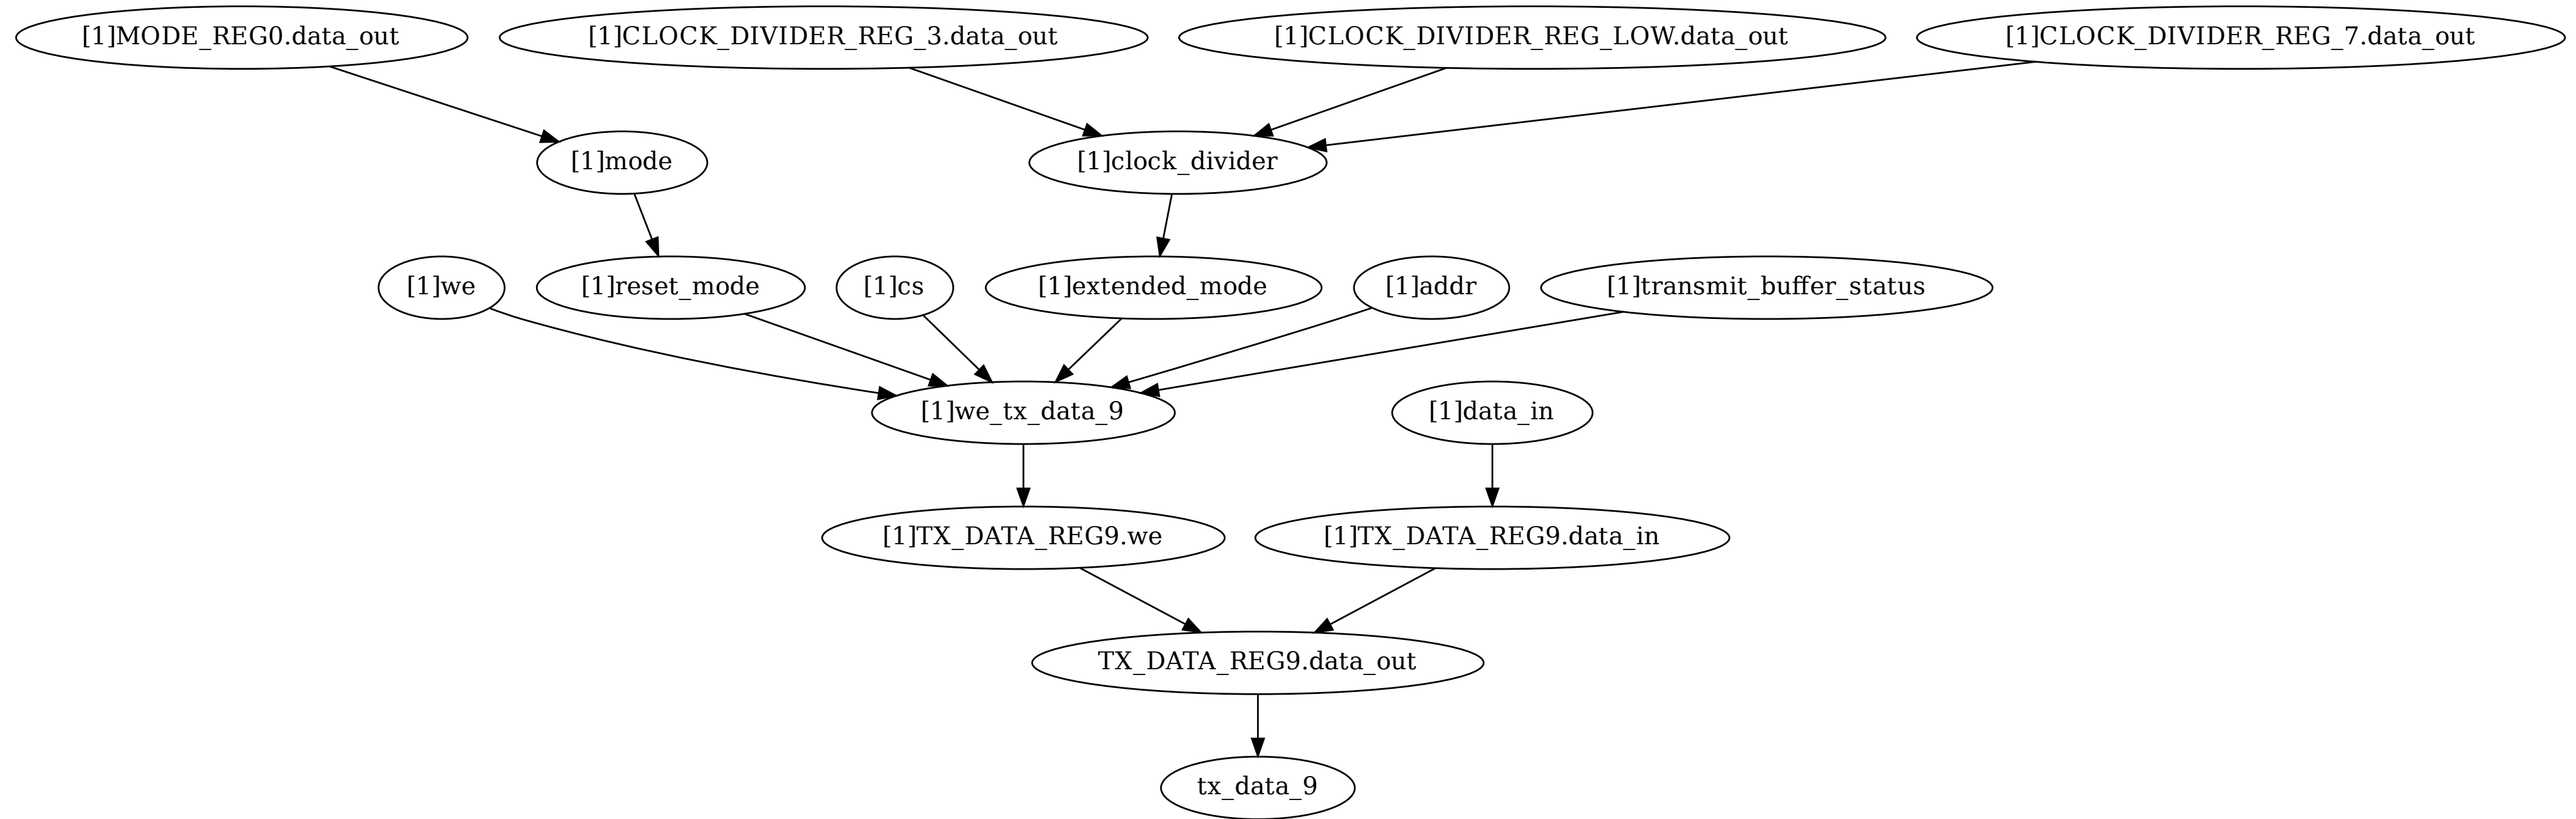 [1]MODE_REG0.data_out
[1]CLOCK_DIVIDER_REG_3.data_out
[1]CLOCK_DIVIDER_REG_LOW.data_out
[1]CLOCK_DIVIDER_REG_7.data_out
[1]mode
[1]clock_divider
[1]we
[1]reset_mode
[1]cs
[1]extended_mode
[1]addr
[1]transmit_buffer_status
[1]we_tx_data_9
[1]data_in
[1]TX_DATA_REG9.we
[1]TX_DATA_REG9.data_in
TX_DATA_REG9.data_out
tx_data_9